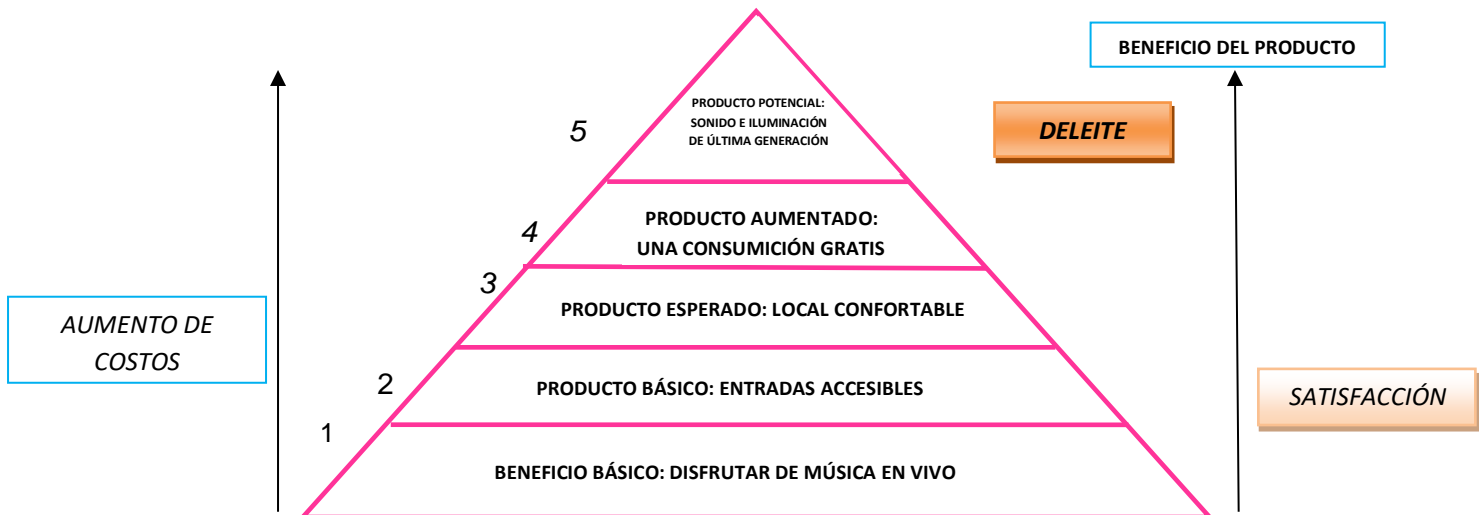 BENEFICIO DEL PRODUCTO
PRODUCTO POTENCIAL:
SONIDO E ILUMINACIÓN
DE ÚLTIMA GENERACIÓN
5
DELEITE
PRODUCTO AUMENTADO:
UNA CONSUMICIÓN GRATIS
4
3
PRODUCTO ESPERADO: LOCAL CONFORTABLE
AUMENTO DE
COSTOS
2
PRODUCTO BÁSICO: ENTRADAS ACCESIBLES
SATISFACCIÓN
1
BENEFICIO BÁSICO: DISFRUTAR DE MÚSICA EN VIVO